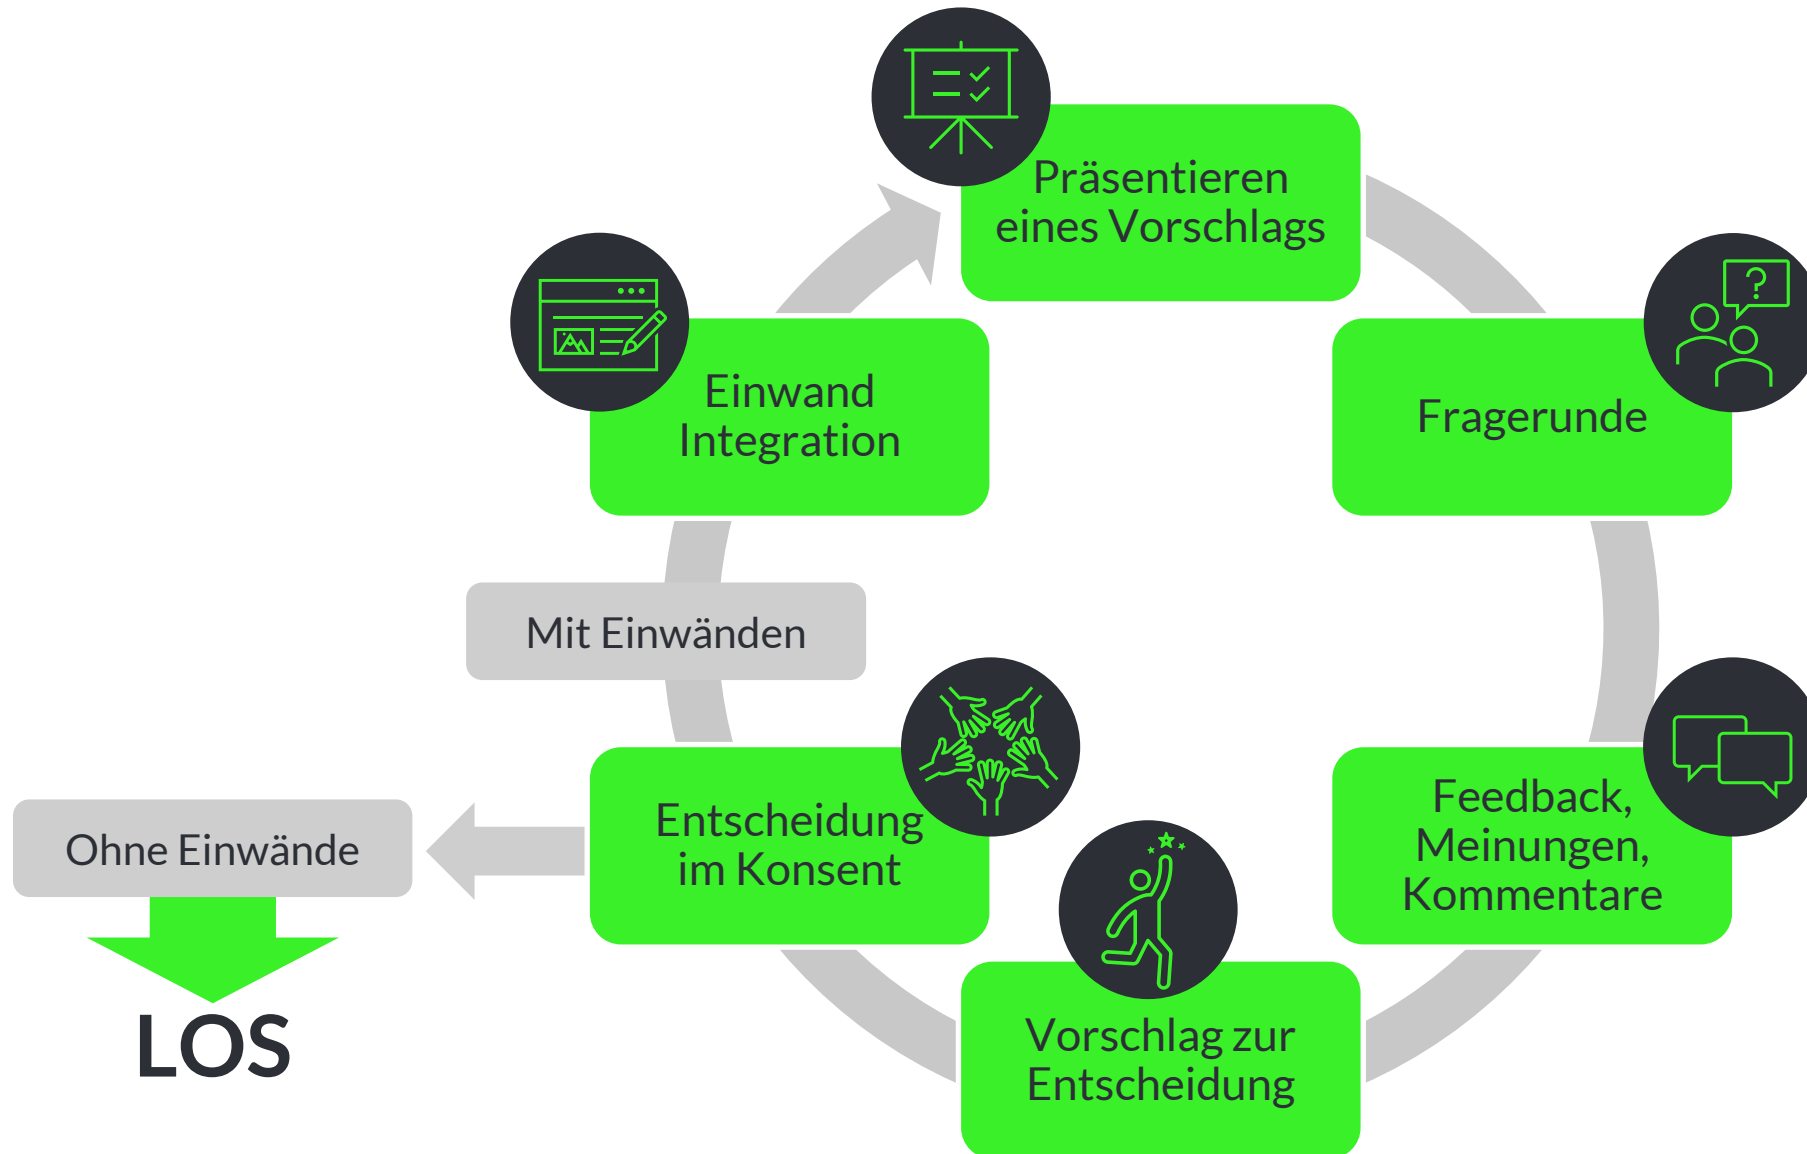 Präsentieren
eines Vorschlags
?
Fragerunde
Feedback,
Meinungen,
Kommentare
Vorschlag zur
Entscheidung
Entscheidung
im Konsent
Mit Einwänden
Einwand
Integration
Ohne Einwände
LOS